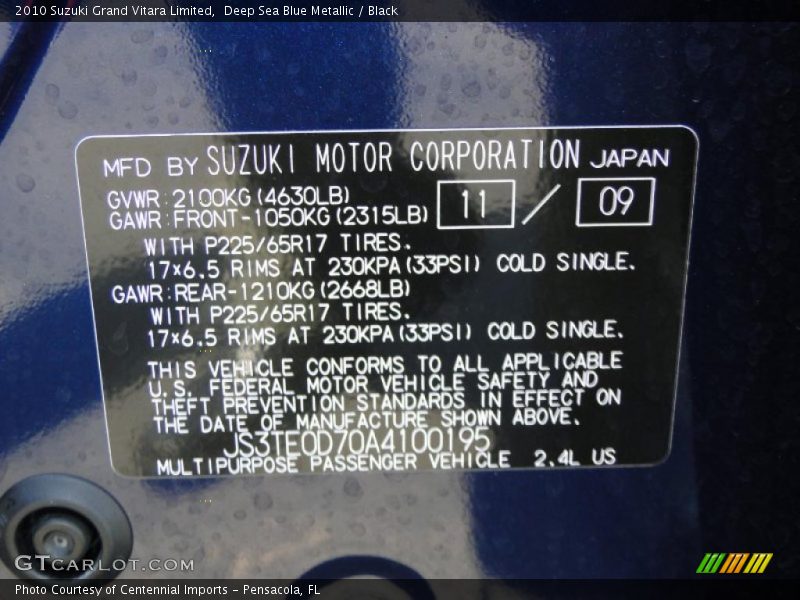 2010 Suzuki Grand Vitara Limited,  Deep Sea Blue Metallic / Black
MFD BY SUZUKI MOTOR CORPORATION JAPAN
GVWR:2100KG(4630LB) 11 / 09
GAWR:FRONT-1050KG(2315LB)
WITH P225/65R17 TIRES.
17×6.5 RIMS AT 230KPA(33PSI) COLD SINGLE.
GAWR:REAR-1210KG(2668LB)
WITH P225/65R17 TIRES.
17×6.5 RIMS AT 230KPA(33PSI) COLD SINGLE.
THIS VEHICLE CONFORMS TO ALL APPLICABLE
U.S. FEDERAL MOTOR VEHICLE SAFETY AND
THEFT PREVENTION STANDARDS IN EFFECT ON
THE DATE OF MANUFACTURE SHOWN ABOVE.
JS3TE0D70A4100195
MULTIPURPOSE PASSENGER VEHICLE 2.4L US
GTCARLOT.COM
Photo Courtesy of Centennial Imports – Pensacola, FL